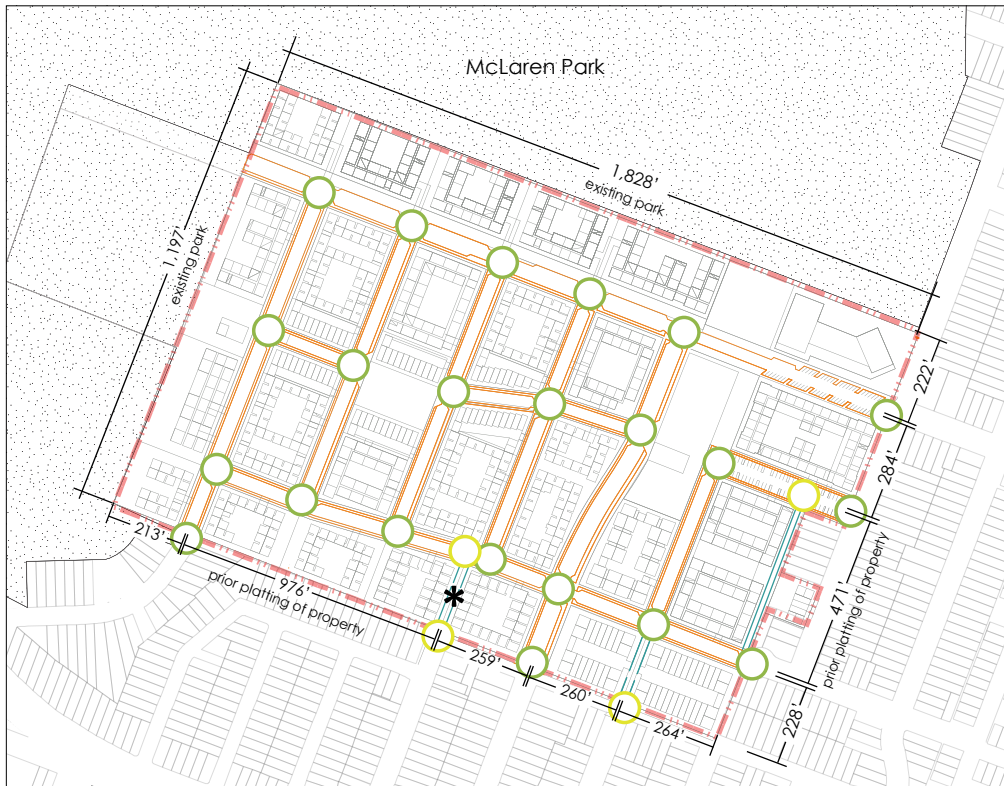 McLaren Park
1,828'
existing park
1,197'
existing park
222'
284'
471'
prior platting of property
228'
213'
976'
prior platting of property
*
259'
260'
264'